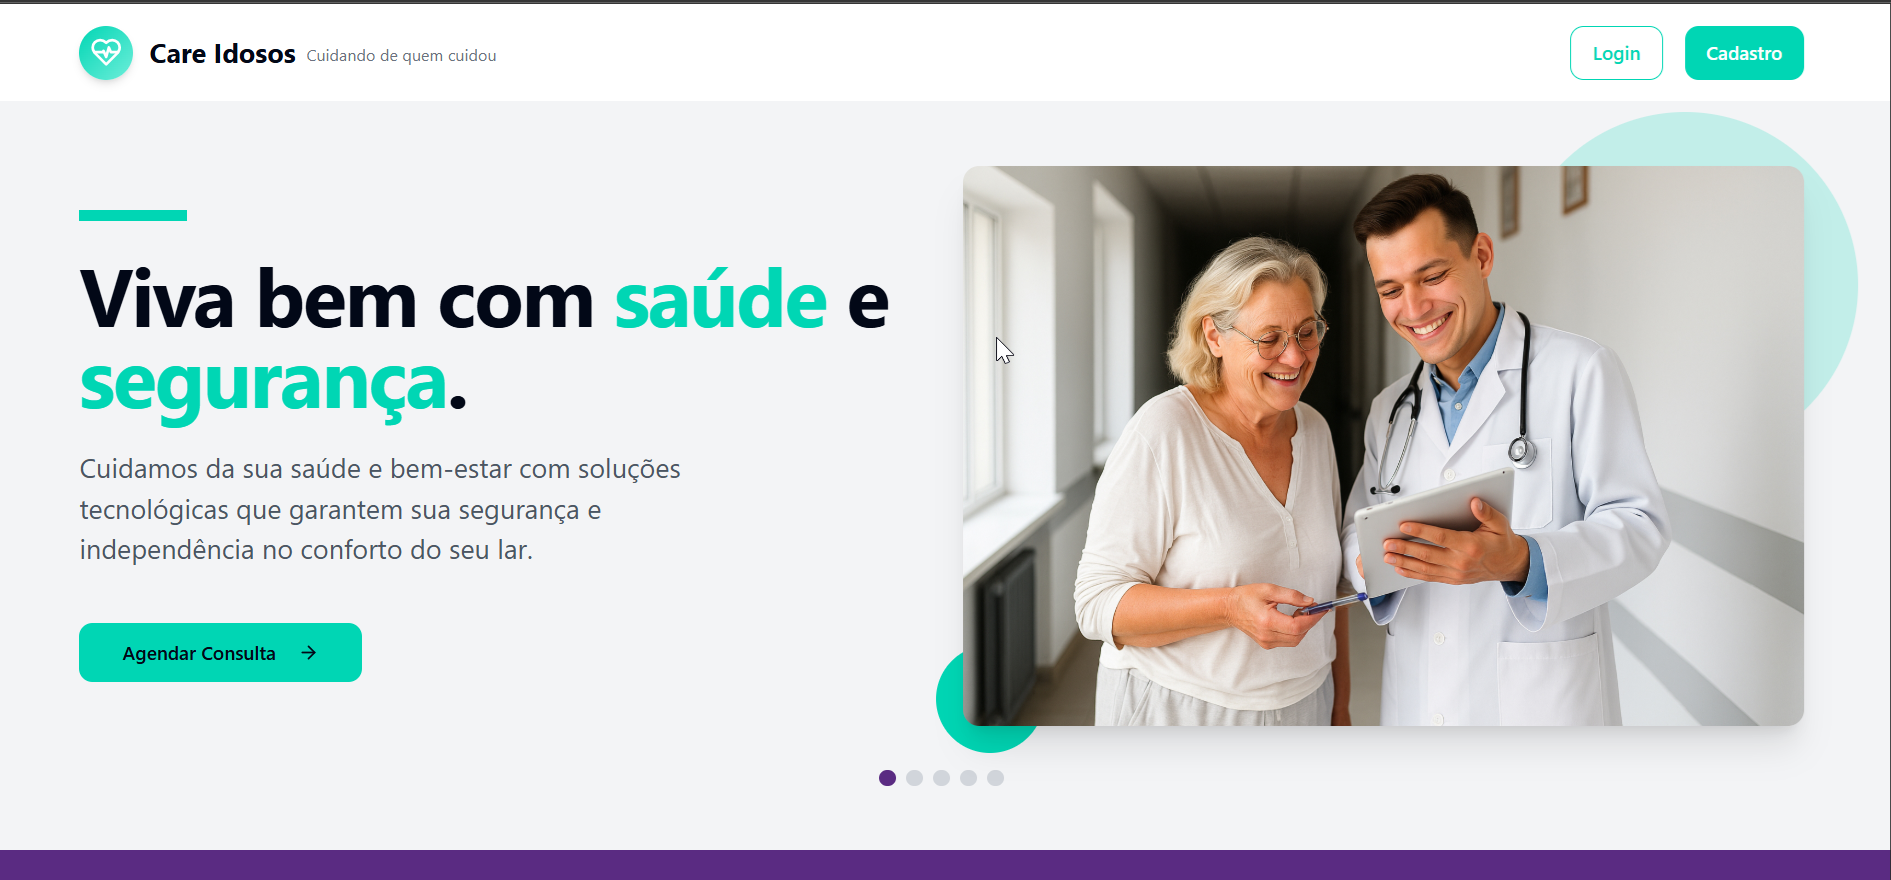 Care Idosos Cuidando de quem cuidou
Login
Cadastro
Viva bem com saúde e
segurança.
Cuidamos da sua saúde e bem-estar com soluções
tecnológicas que garantem sua segurança e
independência no conforto do seu lar.
Agendar Consulta →